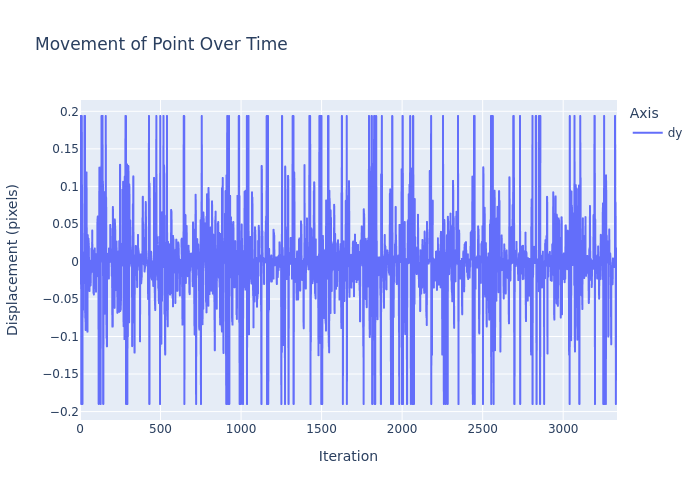 Movement of Point Over Time
Axis
dy
Displacement (pixels)
0.2
0.15
0.1
0.05
0
−0.05
−0.1
−0.15
−0.2
0 500 1000 1500 2000 2500 3000
Iteration